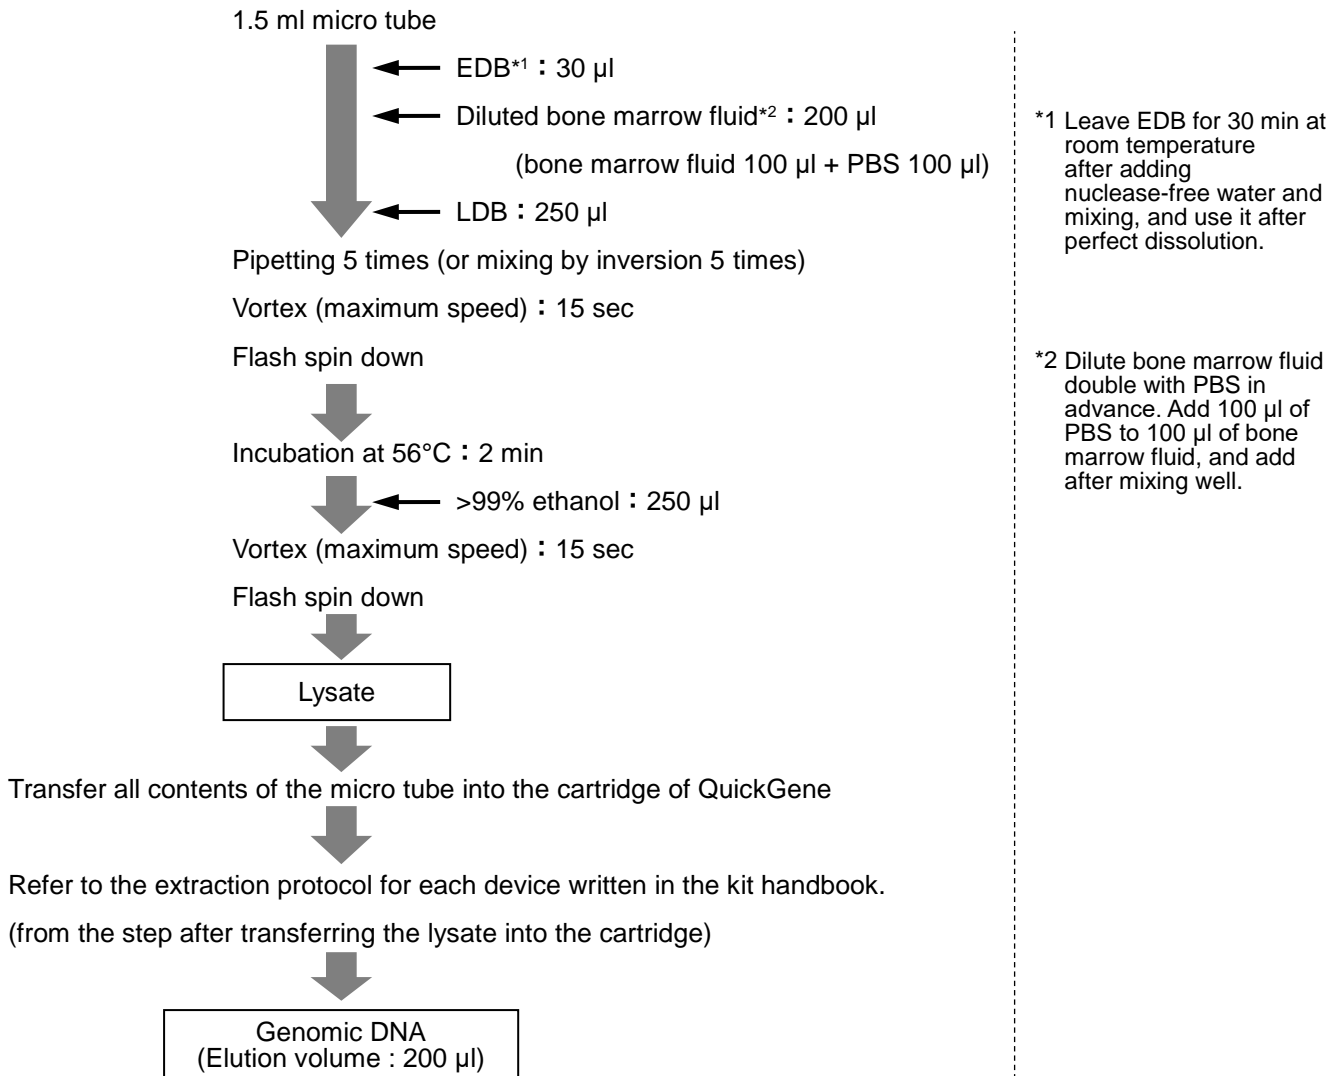 1.5 ml micro tube
EDB*1：30 µl
Diluted bone marrow fluid*2：200 µl
(bone marrow fluid 100 µl + PBS 100 µl)
LDB：250 µl
Pipetting 5 times (or mixing by inversion 5 times)
Vortex (maximum speed)：15 sec
Flash spin down
Incubation at 56°C：2 min
>99% ethanol：250 µl
Vortex (maximum speed)：15 sec
Flash spin down
Lysate
Transfer all contents of the micro tube into the cartridge of QuickGene
Refer to the extraction protocol for each device written in the kit handbook.
(from the step after transferring the lysate into the cartridge)
Genomic DNA
(Elution volume : 200 µl)
*1 Leave EDB for 30 min at
room temperature
after adding
nuclease-free water and
mixing, and use it after
perfect dissolution.
*2 Dilute bone marrow fluid
double with PBS in
advance. Add 100 µl of
PBS to 100 µl of bone
marrow fluid, and add
after mixing well.